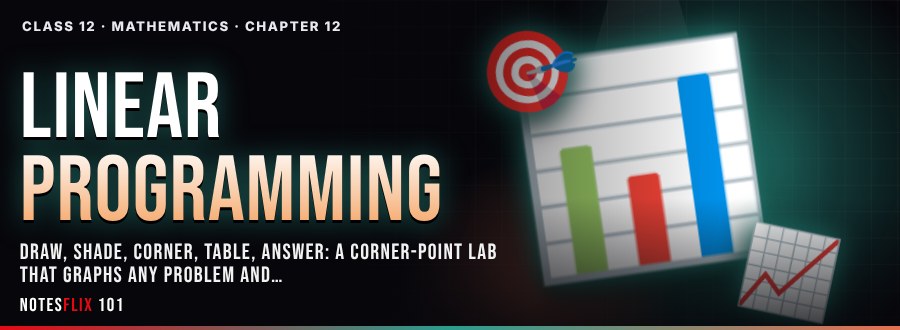 CLASS 12 · MATHEMATICS · CHAPTER 12
LINEAR
PROGRAMMING
DRAW, SHADE, CORNER, TABLE, ANSWER: A CORNER-POINT LAB
THAT GRAPHS ANY PROBLEM AND…
NOTESFLIX 101